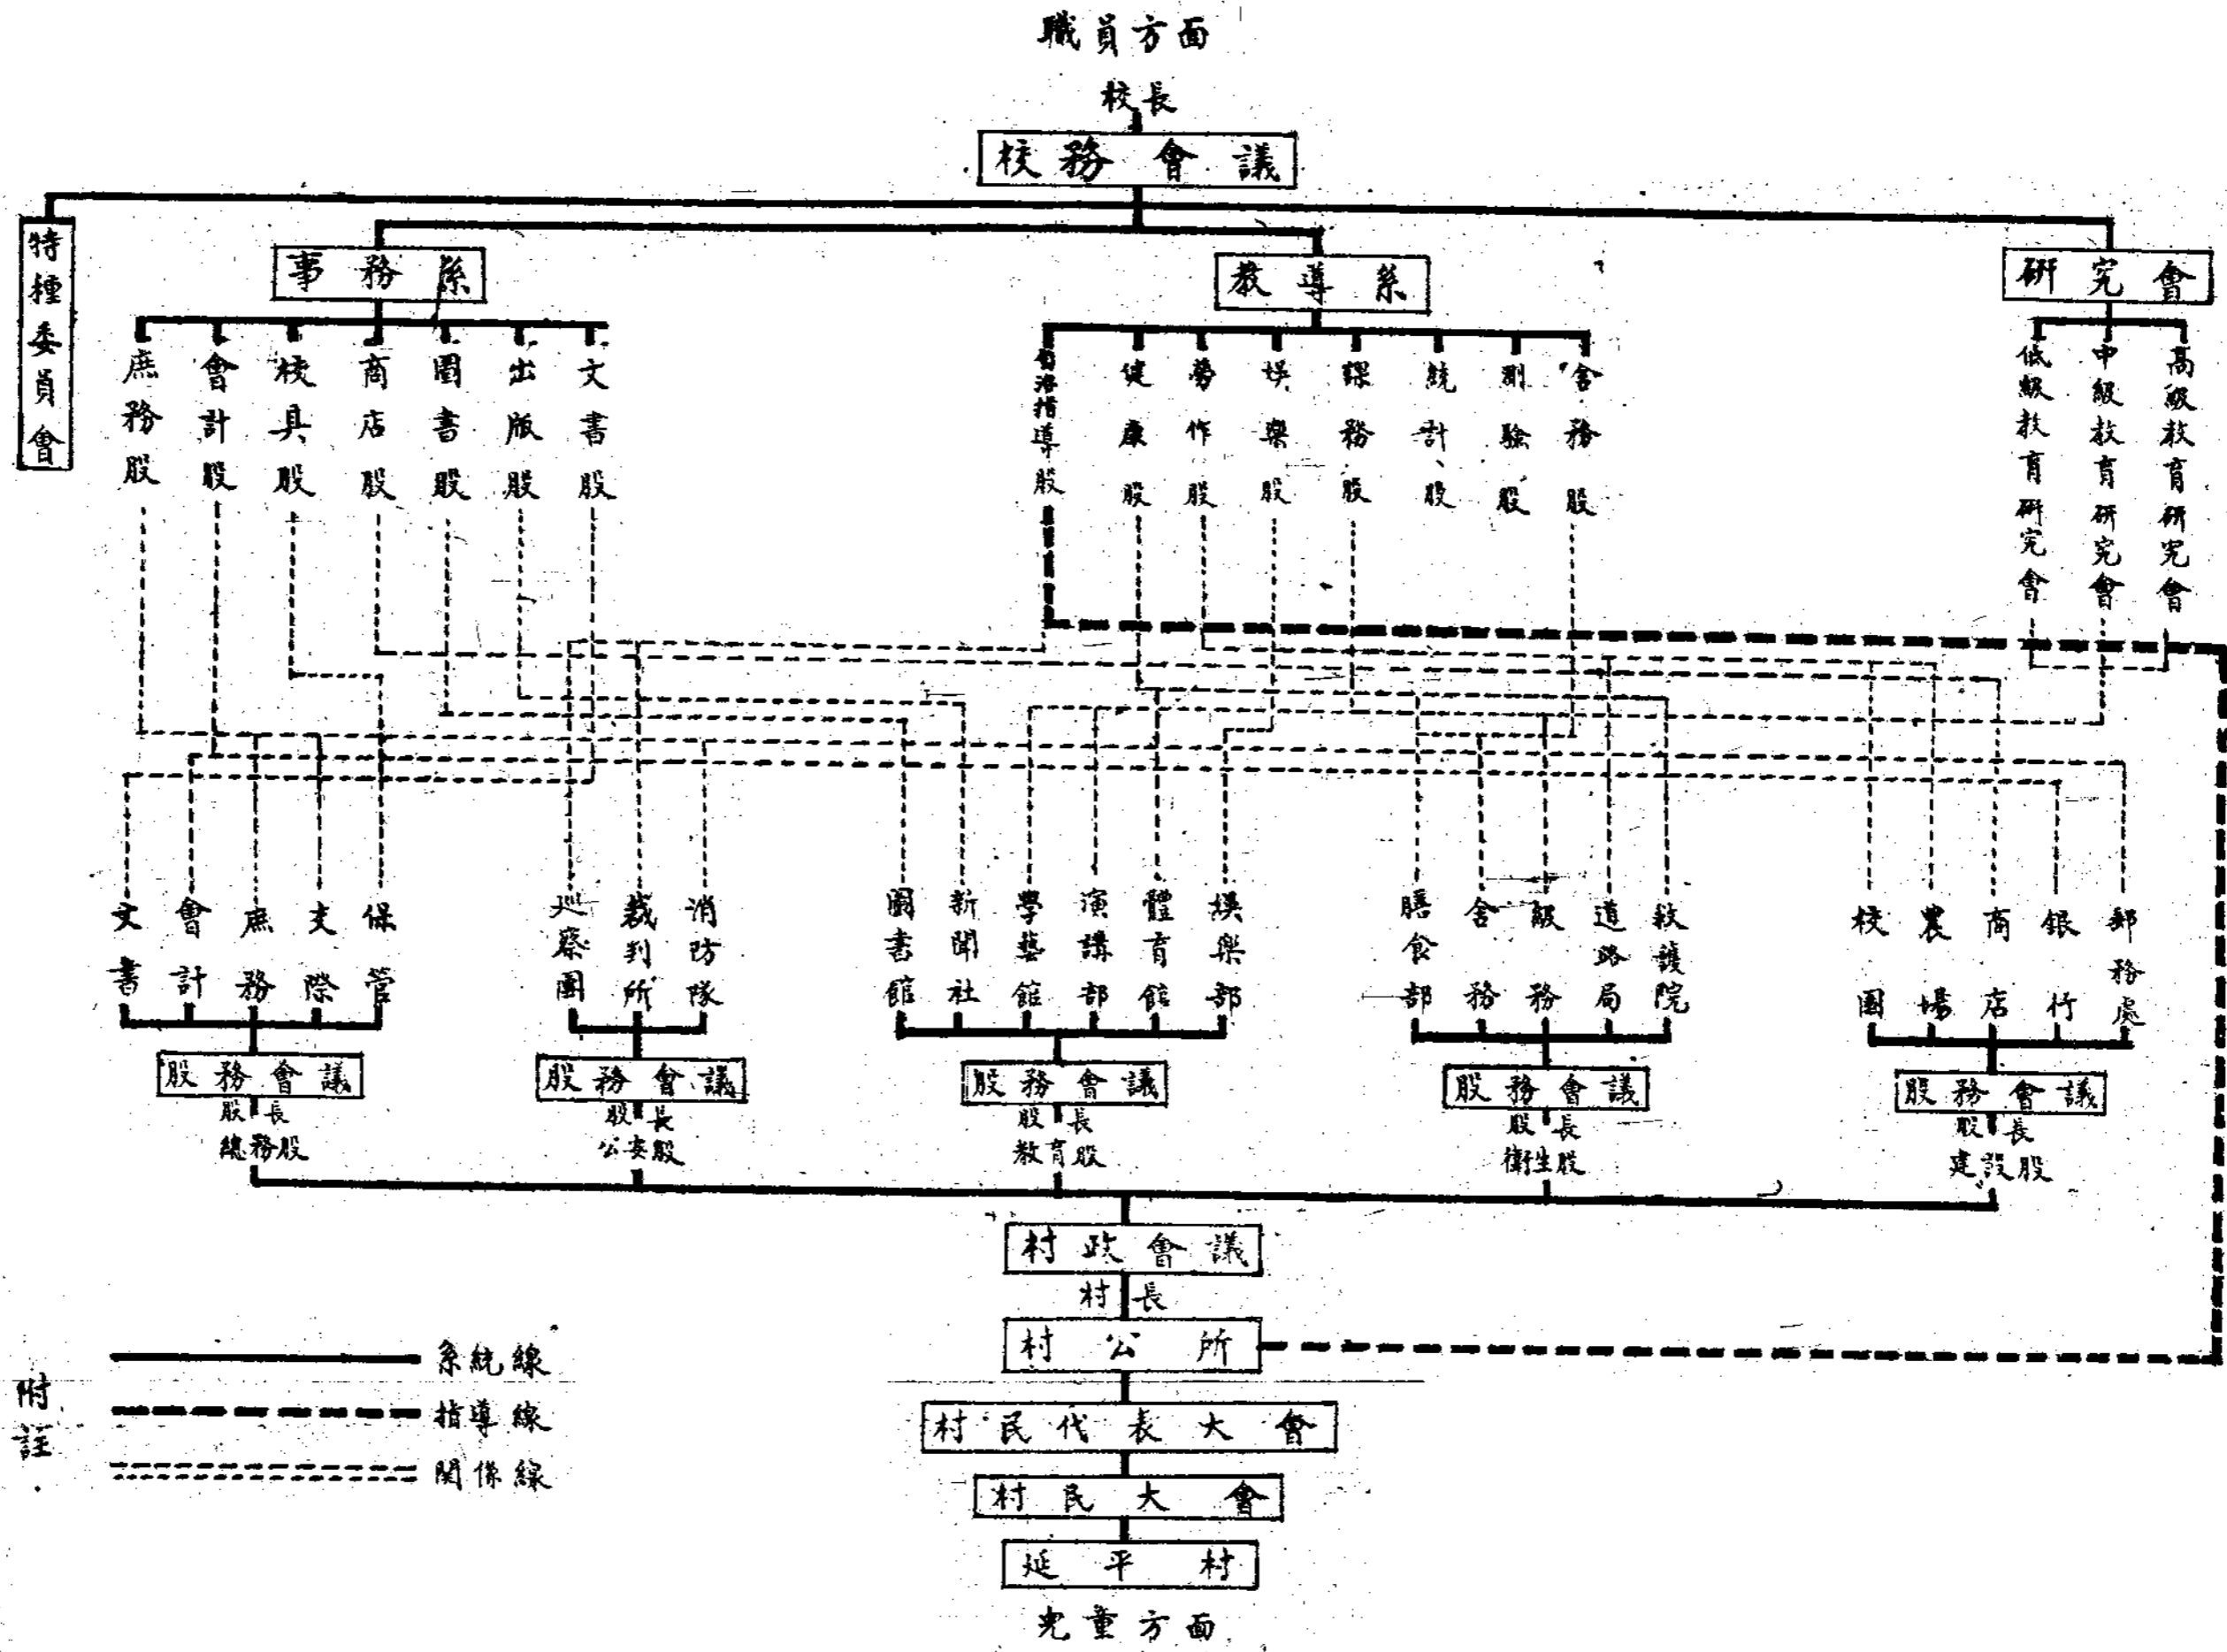 職員方面
校長
校務會議
特種委員會
事務系
教導系
研究會
庶務股
會計股
校具股
商店股
圖書股
出版股
文書股
自治指導股
健康股
勞作股
娛樂股
課務股
統計股
測驗股
舍務股
低級教育研究會
中級教育研究會
高級教育研究會
文書
會計
庶務
交際
保管
巡察團
裁判所
消防隊
圖書館
新聞社
學藝館
演講部
體育館
娛樂部
膳食部
舍務
級務
道路局
救護院
校園
農場
商店
銀行
郵務處
股務會議
股長
總務股
股務會議
股長
公安股
股務會議
股長
教育股
股務會議
股長
衛生股
股務會議
股長
建設股
村政會議
村長
村公所
村民代表大會
村民大會
延平村
兒童方面
附註
系統線
指導線
関係線